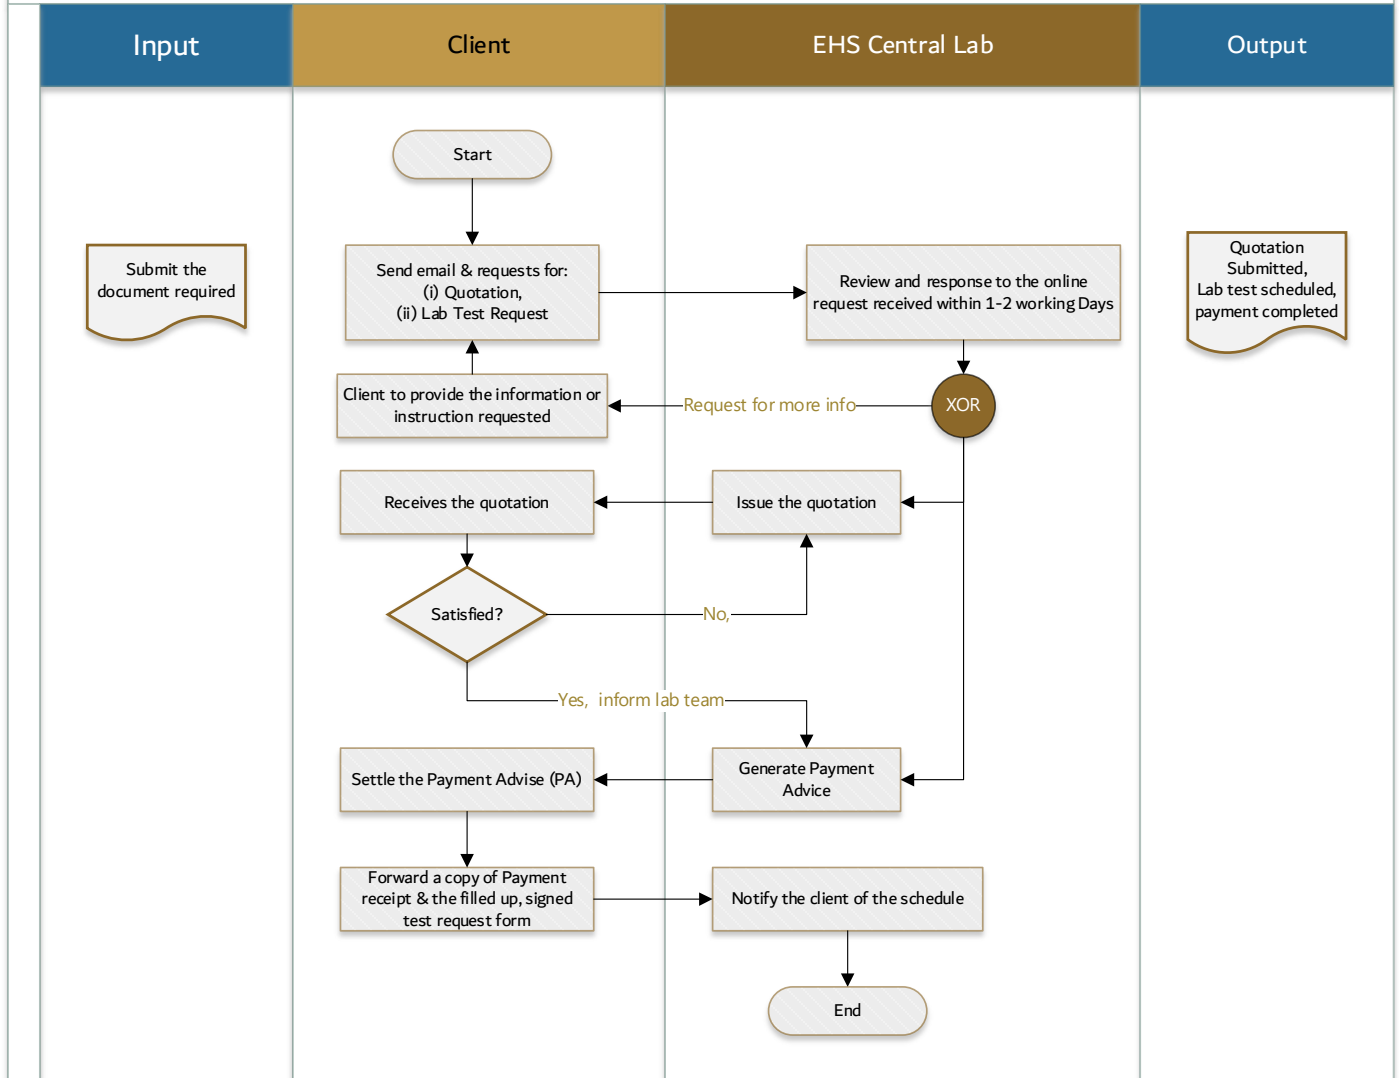 Input
Client
EHS Central Lab
Output
Start
Submit the
document required
Send email & requests for:
(i) Quotation,
(ii) Lab Test Request
Review and response to the online
request received within 1-2 working Days
Quotation
Submitted,
Lab test scheduled,
payment completed
Client to provide the information or
instruction requested
Request for more info
XOR
Receives the quotation
Issue the quotation
Satisfied?
No,
Yes,  inform lab team
Settle the Payment Advise (PA)
Generate Payment
Advice
Forward a copy of Payment
receipt & the filled up, signed
test request form
Notify the client of the schedule
End